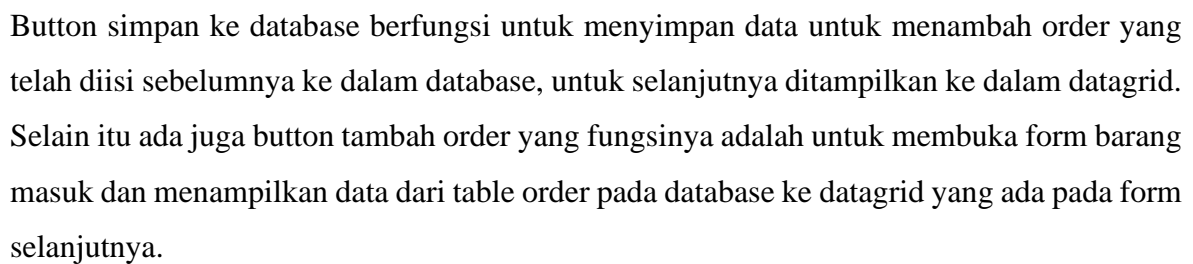 Button simpan ke database berfungsi untuk menyimpan data untuk menambah order yang
telah diisi sebelumnya ke dalam database, untuk selanjutnya ditampilkan ke dalam datagrid.
Selain itu ada juga button tambah order yang fungsinya adalah untuk membuka form barang
masuk dan menampilkan data dari table order pada database ke datagrid yang ada pada form
selanjutnya.